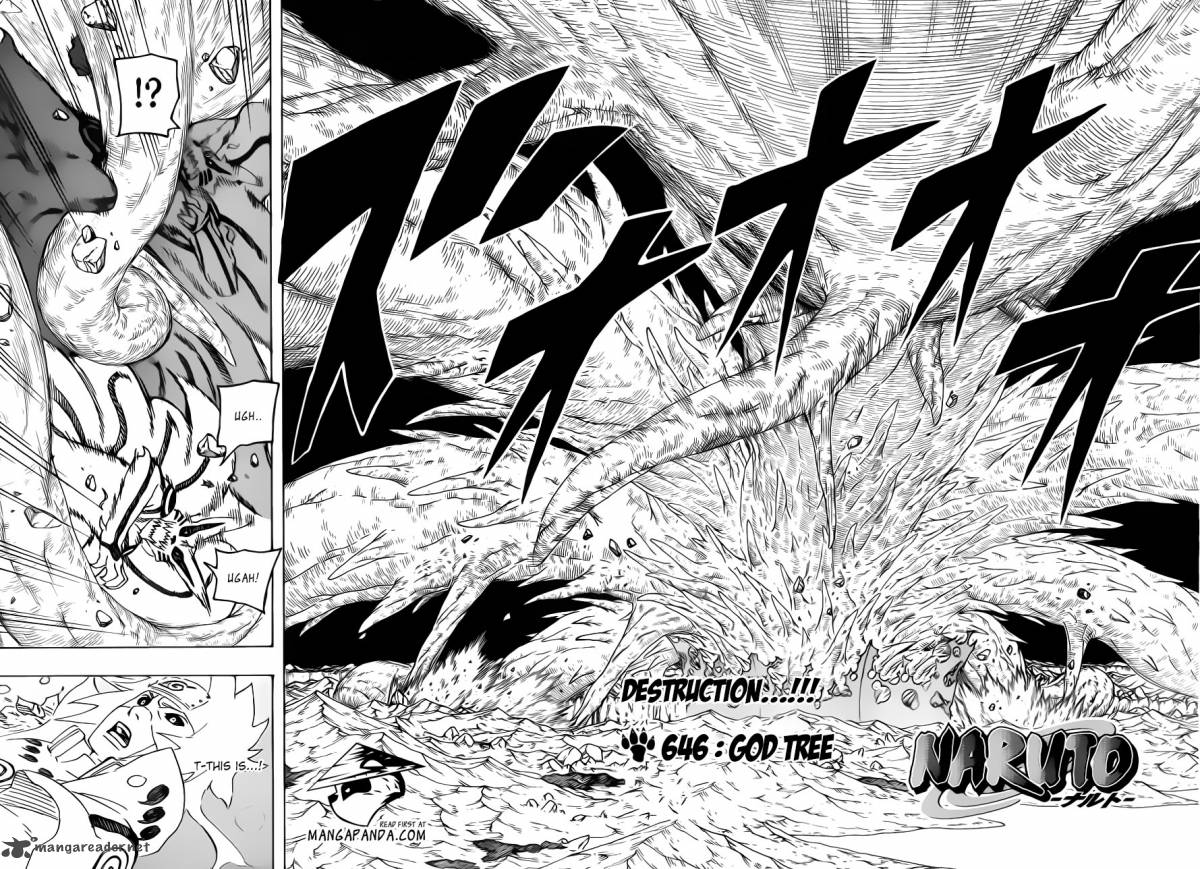 ズオオオオ
DESTRUCTION...!!!
646 : GOD TREE
NARUTO
-ナルト-
READ FIRST AT
MANGAPANDA.COM
!?
UGH..
UGAH!
T-THIS IS...!
mangareader.net